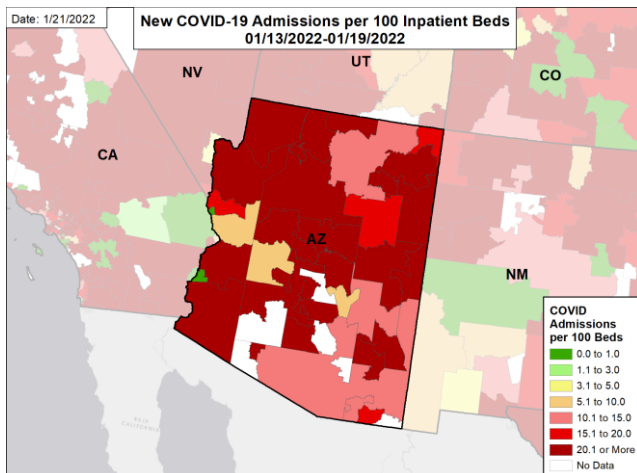 Date: 1/21/2022
New COVID-19 Admissions per 100 Inpatient Beds
01/13/2022-01/19/2022
NV
UT
CO
CA
AZ
NM
BAJA
CALIFORNIA
COVID
Admissions
per 100 Beds
0.0 to 1.0
1.1 to 3.0
3.1 to 5.0
5.1 to 10.0
10.1 to 15.0
15.1 to 20.0
20.1 or More
No Data